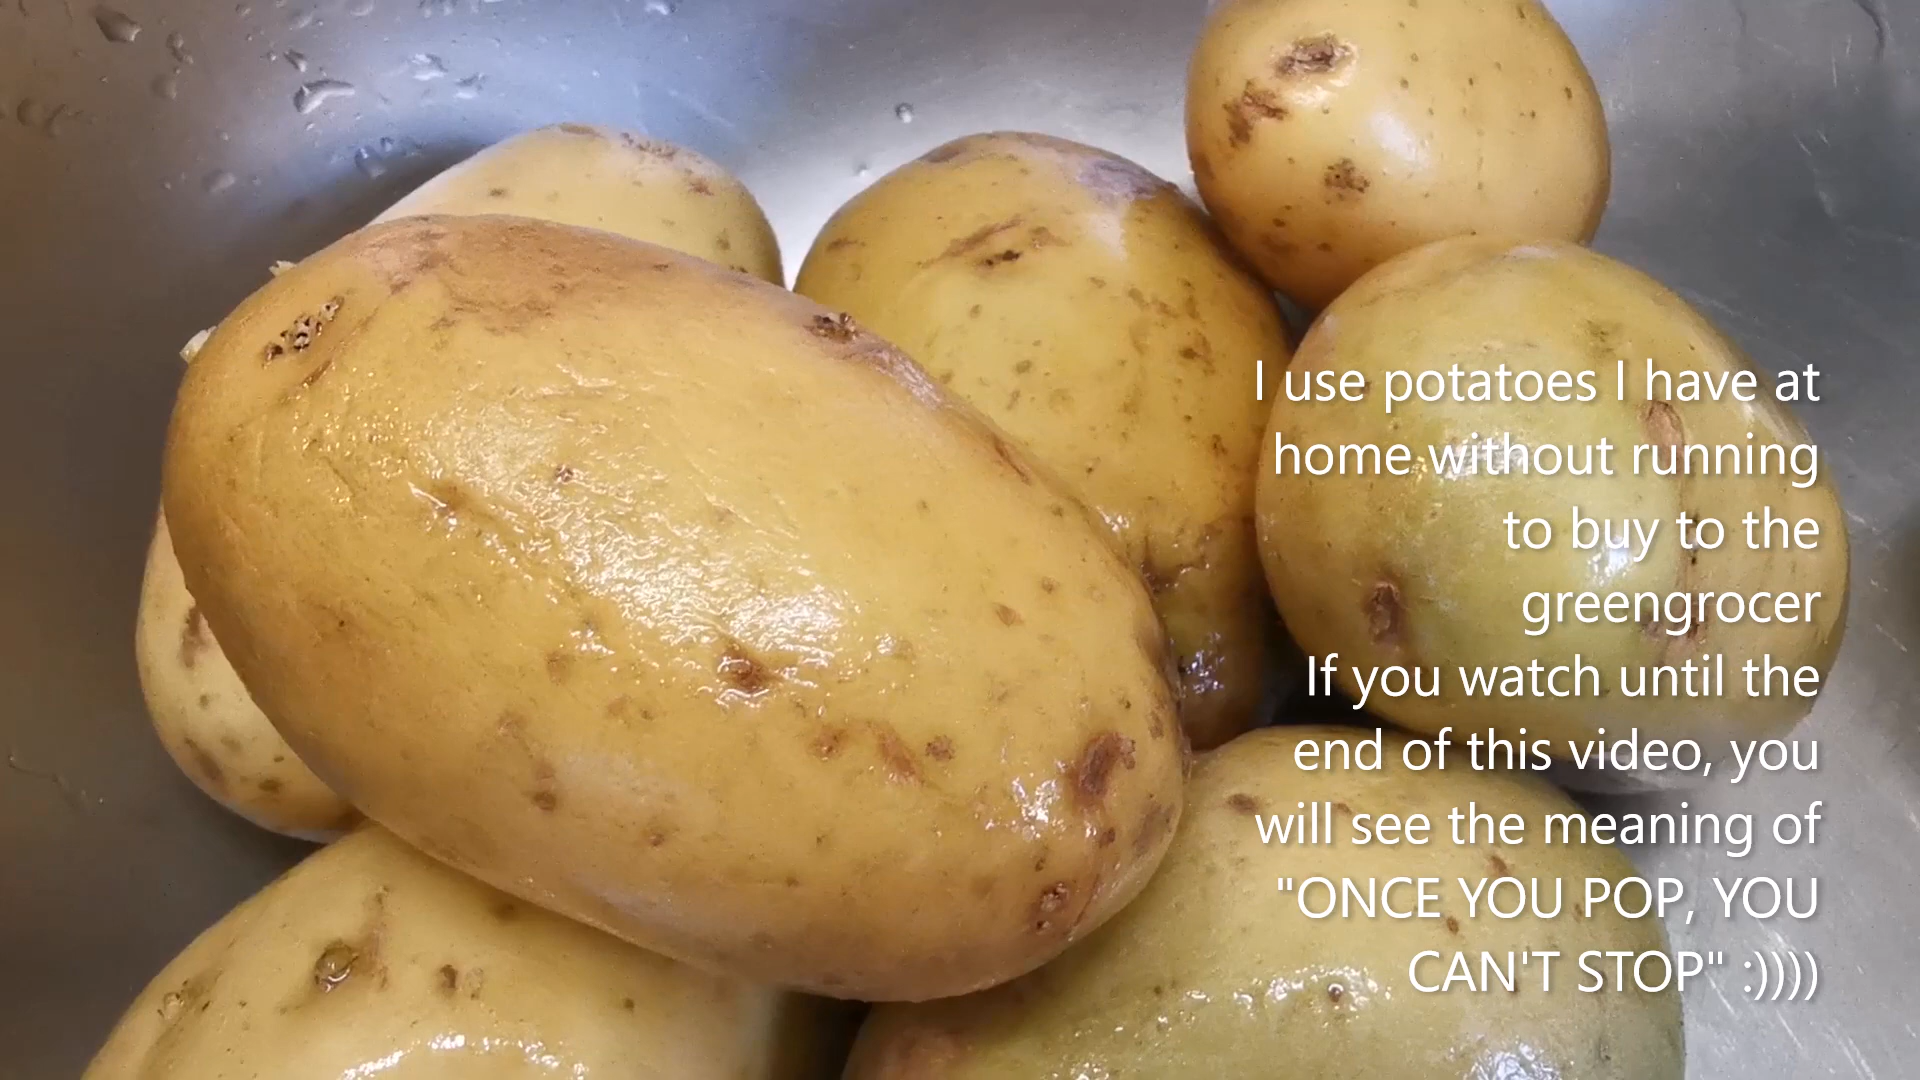 I use potatoes I have at
home without running
to buy to the
greengrocer
If you watch until the
end of this video, you
will see the meaning of
"ONCE YOU POP, YOU
CAN'T STOP" :))))